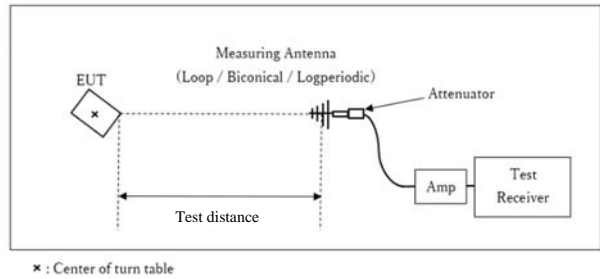 Measuring Antenna
(Loop / Biconical / Logperiodic)
EUT
Attenuator
Amp
Test
Receiver
Test distance
× : Center of turn table